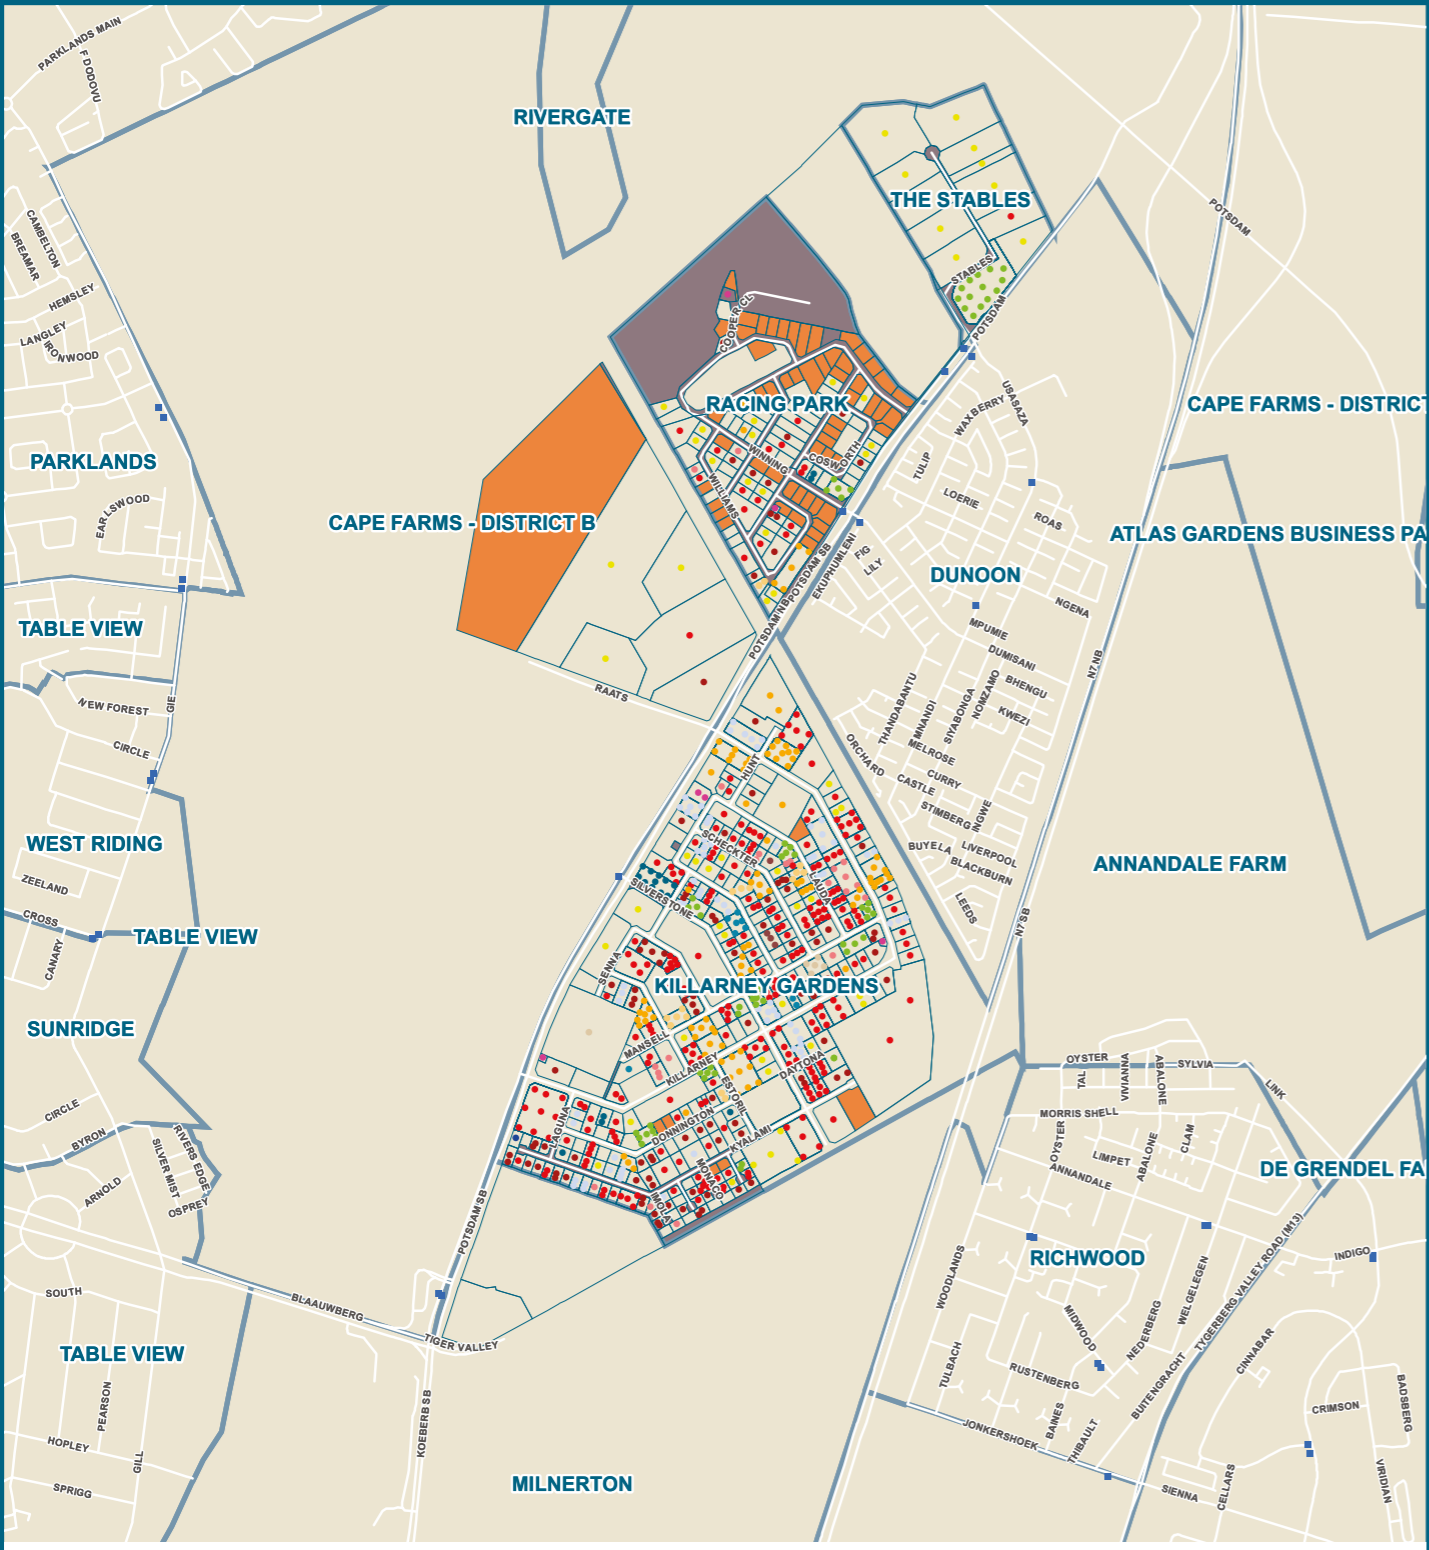 PARKLANDS MAIN
F DODOVU
RIVERGATE
THE STABLES
POTSDAM
CAMBELTON
BREAMAR
STABLES
HEMSLEY
COOPER CL
POTSDAM
LANGLEY
IRONWOOD
USASAZA
RACING PARK
WAXBERRY
CAPE FARMS - DISTRICT
PARKLANDS
WINNING
COSWORTH
TULIP
WILLIAMS
LOERIE
EARLSWOOD
CAPE FARMS - DISTRICT B
ROAS
ATLAS GARDENS BUSINESS PA
FIG
LILY
POTSDAM SB
EKUPHUMLENI
DUNOON
NGENA
TABLE VIEW
POTSDAM NB
MPUMIE
DUMISANI
N7 NB
BHENGU
RAATS
THANDABANTU
NOMZAMO
NEW FOREST
GIE
MNANDI
SIYABONGA
KWEZI
CIRCLE
ORCHARD
MELROSE
HUNT
CURRY
CASTLE
STIMBERG
INGWE
WEST RIDING
SCHECKTER
BUYELA
LIVERPOOL
ANNANDALE FARM
BLACKBURN
ZEELAND
LAUDA
SILVERSTONE
LEEDS
CROSS
N7 SB
TABLE VIEW
CANARY
SENNA
KILLARNEY GARDENS
SUNRIDGE
MANSELL
OYSTER
TAL
VIVIANNA
ABALONE
SYLVIA
KILLARNEY
DAYTONA
LINK
ESTORIL
CIRCLE
MORRIS SHELL
LAGUNA
DONNINGTON
BYRON
KYALAMI
OYSTER
CLAM
RIVERS EDGE
SILVER MIST
LIMPET
ABALONE
MONACO
ANNANDALE
DE GRENDEL FA
ARNOLD
OSPREY
IMOLA
POTSDAM SB
TYGERBERG VALLEY ROAD (M13)
RICHWOOD
INDIGO
WOODLANDS
WELGELEGEN
SOUTH
BLAAUWBERG
MIDWOOD
NEDERBERG
TIGER VALLEY
TABLE VIEW
CINNABAR
TULBACH
RUSTENBERG
BUITENGRACHT
PEARSON
KOEBERB SB
BADSBERG
CRIMSON
BAINES
JONKERSHOEK
THIBAULT
HOPLEY
GILL
MILNERTON
SPRIGG
SIENNA
CELLARS
VIRIDIAN